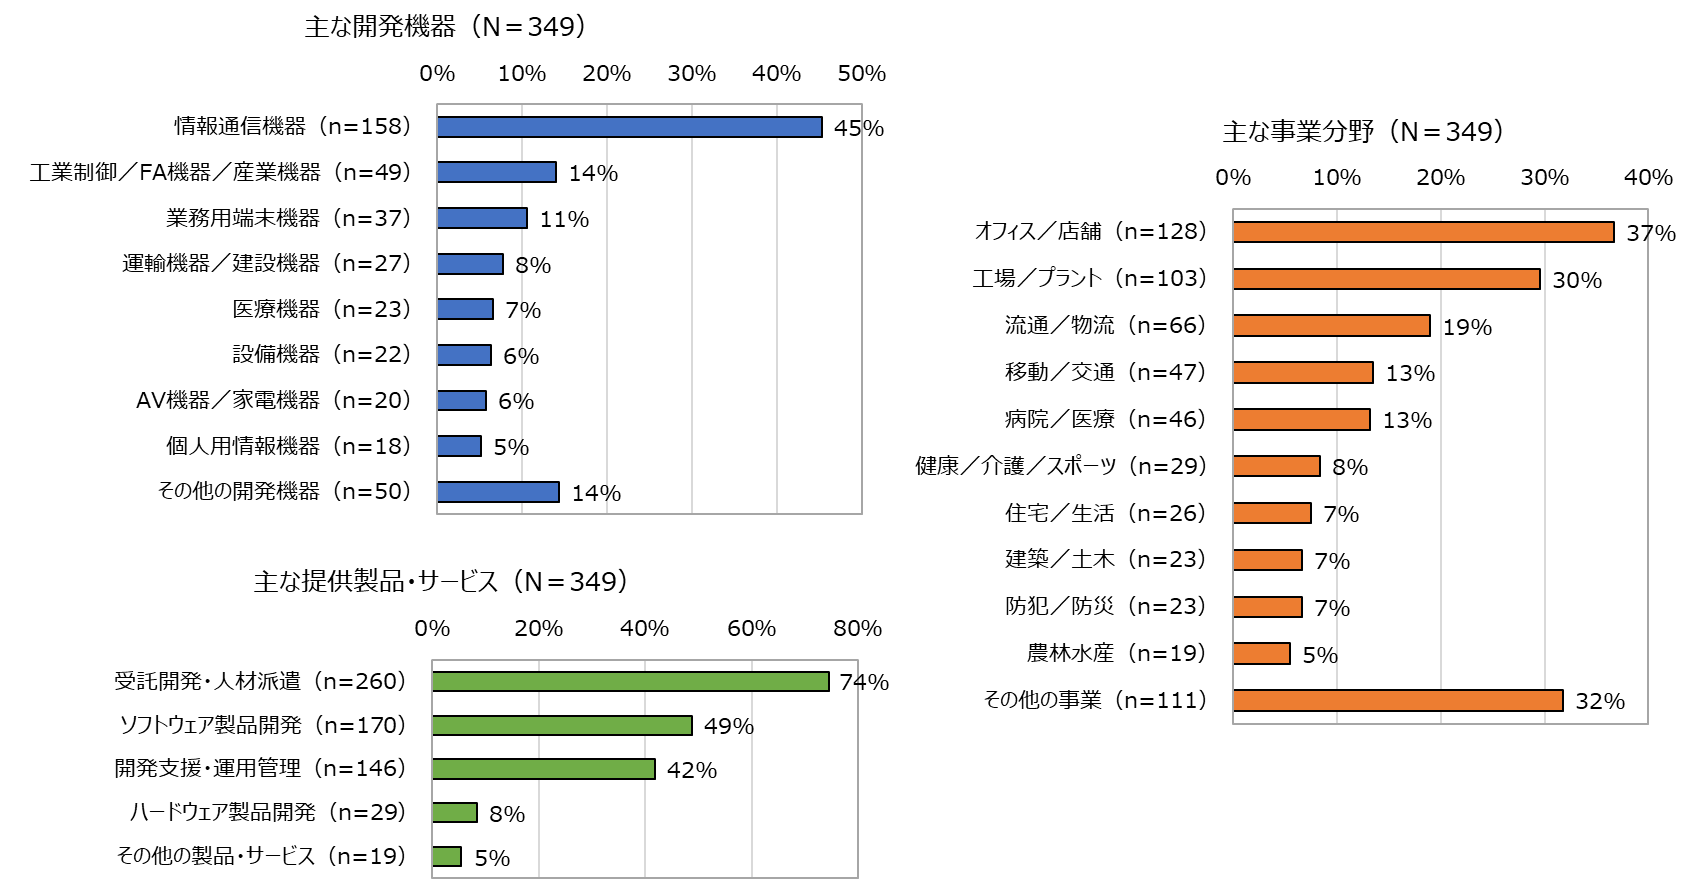 主な開発機器（N＝349）
0% 10% 20% 30% 40% 50%
情報通信機器（n=158） 45%
工業制御／FA機器／産業機器（n=49） 14%
業務用端末機器（n=37） 11%
運輸機器／建設機器（n=27） 8%
医療機器（n=23） 7%
設備機器（n=22） 6%
AV機器／家電機器（n=20） 6%
個人用情報機器（n=18） 5%
その他の開発機器（n=50） 14%
主な提供製品・サービス（N＝349）
0% 20% 40% 60% 80%
受託開発・人材派遣（n=260） 74%
ソフトウェア製品開発（n=170） 49%
開発支援・運用管理（n=146） 42%
ハードウェア製品開発（n=29） 8%
その他の製品・サービス（n=19） 5%
主な事業分野（N＝349）
0% 10% 20% 30% 40%
オフィス／店舗（n=128） 37%
工場／プラント（n=103） 30%
流通／物流（n=66） 19%
移動／交通（n=47） 13%
病院／医療（n=46） 13%
健康／介護／スポーツ（n=29） 8%
住宅／生活（n=26） 7%
建築／土木（n=23） 7%
防犯／防災（n=23） 7%
農林水産（n=19） 5%
その他の事業（n=111） 32%